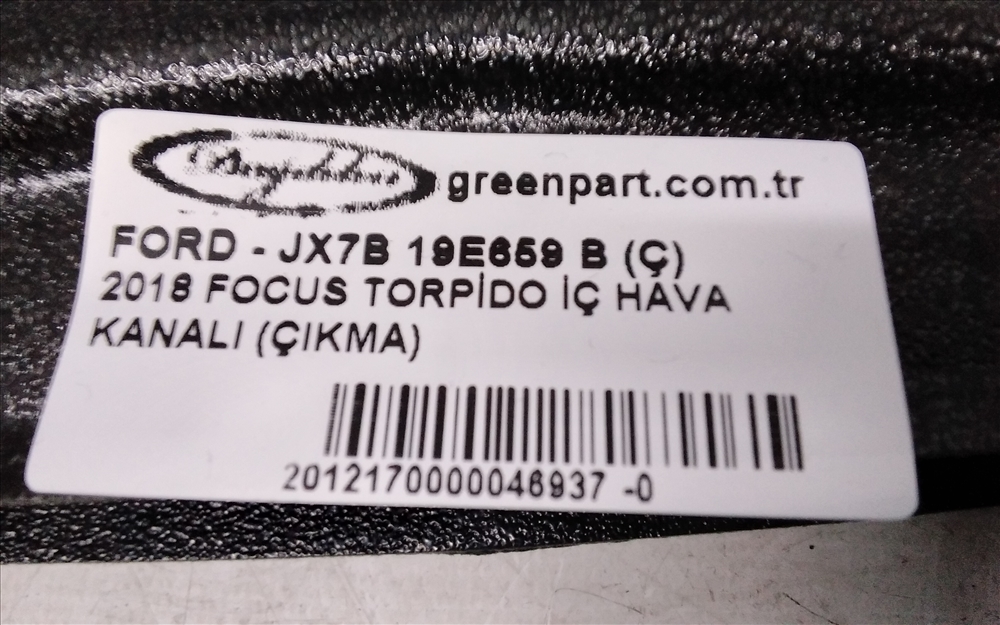 greenpart.com.tr
FORD - JX7B 19E659 B (Ç)
2018 FOCUS TORPİDO İÇ HAVA
KANALI (ÇIKMA)
2012170000046937 -0